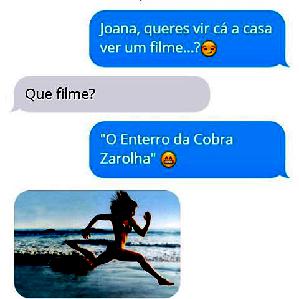 Joana, queres vir cá a casa
ver um filme...?😏
Que filme?
"O Enterro da Cobra
Zarolha" 😁